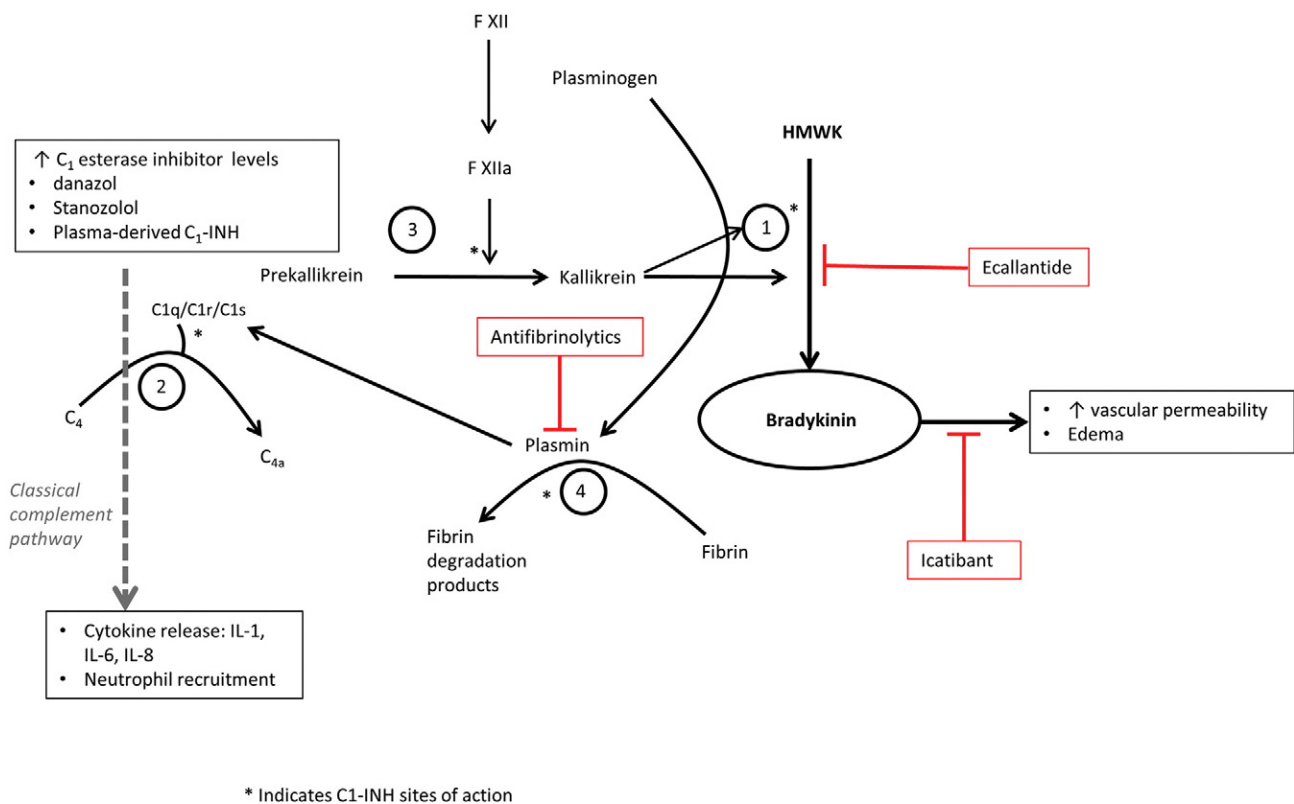 F XII
Plasminogen
HMWK
↑ C1 esterase inhibitor levels
• danazol
• Stanozolol
• Plasma-derived C1-INH
F XIIa
3
*
1
*
Prekallikrein
Kallikrein
Ecallantide
C1q/C1r/C1s
*
Antifibrinolytics
2
C4
C4a
Plasmin
Bradykinin
• ↑ vascular permeability
• Edema
*
4
Classical
complement
pathway
Fibrin
degradation
products
Fibrin
Icatibant
• Cytokine release: IL-1,
IL-6, IL-8
• Neutrophil recruitment
* Indicates C1-INH sites of action